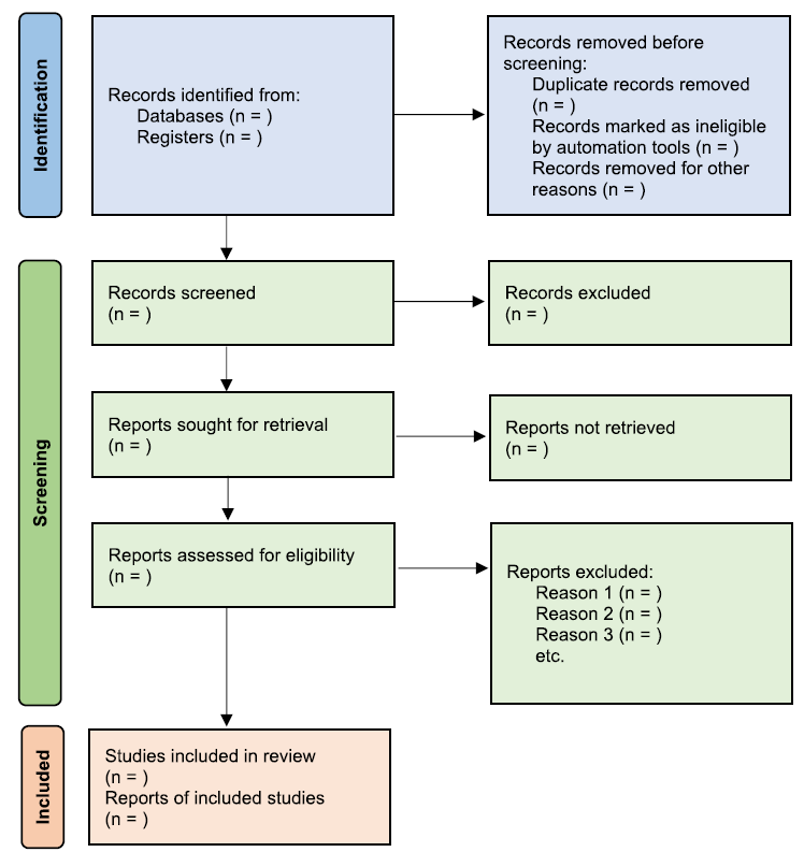 Identification
Records identified from:
Databases (n = )
Registers (n = )
Records removed before
screening:
Duplicate records removed
(n = )
Records marked as ineligible
by automation tools (n = )
Records removed for other
reasons (n = )
Screening
Records screened
(n = )
Records excluded
(n = )
Reports sought for retrieval
(n = )
Reports not retrieved
(n = )
Reports assessed for eligibility
(n = )
Reports excluded:
Reason 1 (n = )
Reason 2 (n = )
Reason 3 (n = )
etc.
Included
Studies included in review
(n = )
Reports of included studies
(n = )